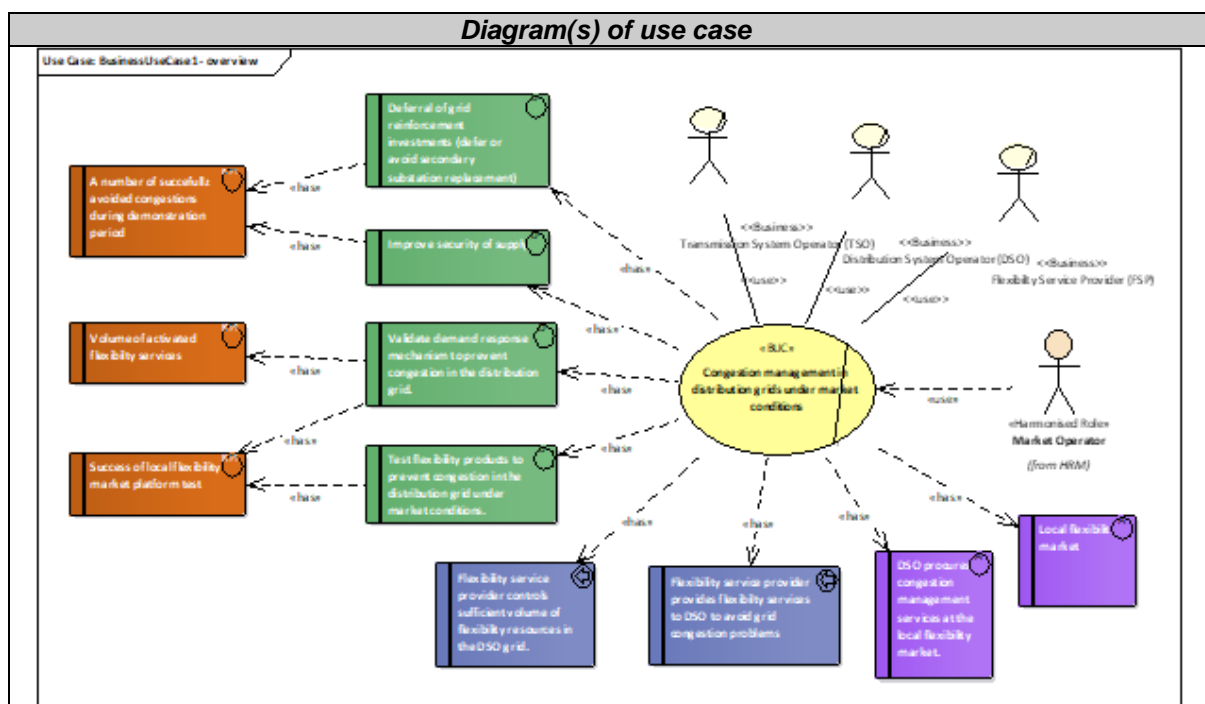 Diagram(s) of use case
Use Case: BusinessUseCase1- overview
Deferral of grid
reinforcement
investments (defer or
avoid secondary
substation replacement)
A number of succefullz
avoided congestions
during demonstration
period
«has»
«has»
Improve security of supply
«has»
«has»
<<Business>>
Transmission System Operator (TSO)
<<use>>
<<Business>>
Distribution System Operator (DSO)
<<use>>
<<Business>>
Flexibilty Service Provider (FSP)
<<use>>
Volume of activated
flexibilty services
«has»
Validate demand response
mechanism to prevent
congestion in the distribution
grid.
«has»
«BUC»
Congestion management in
distribution grids under market
conditions
«use»
«Harmonised Role»
Market Operator
(from HRM)
«has»
Success of local flexibility
market platform test
«has»
Test flexibility products to
prevent congestion in the
distribution grid under
market conditions.
«has»
«has»
«has»
«has»
«has»
Flexibility service
provider controls
sufficient volume of
flexibility resources in
the DSO grid.
Flexibility service provider
provides flexibilty services
to DSO to avoid grid
congestion problems
DSO procures
congestion
management
services at the
local flexibility
market.
Local flexibility
market